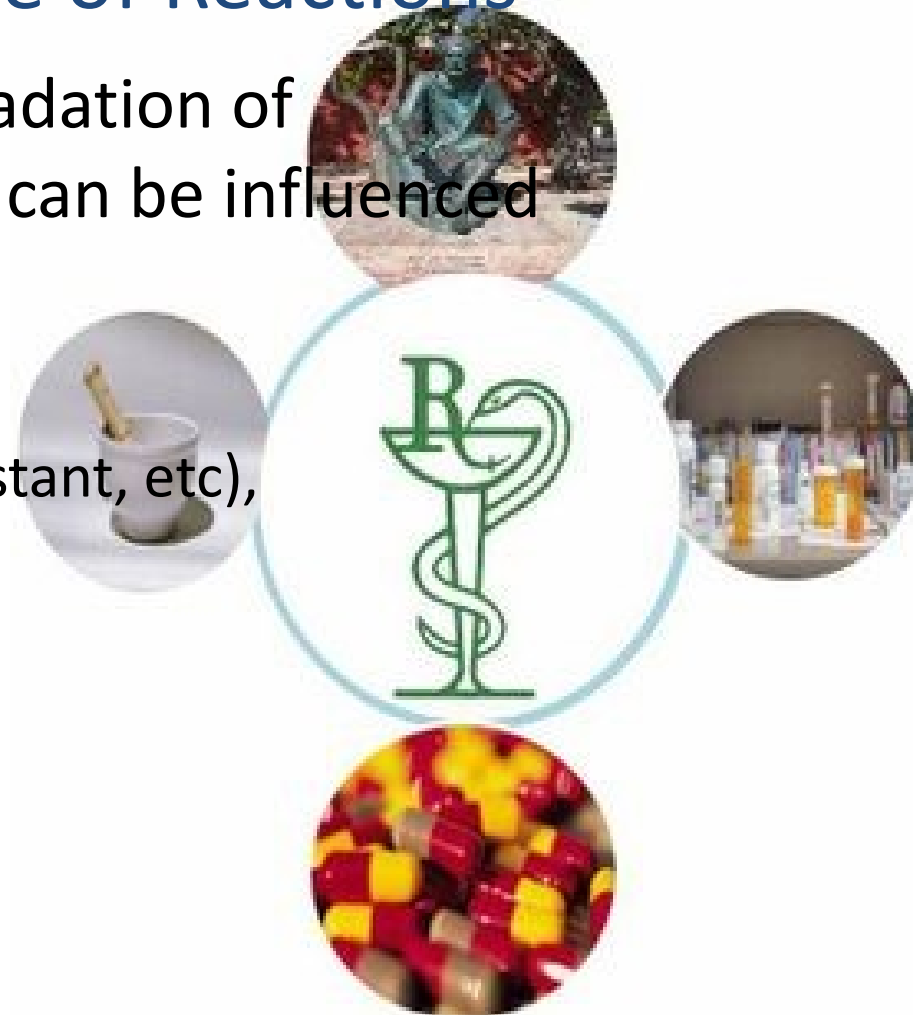 e of Reactions
adation of
can be influenced
stant, etc),
R